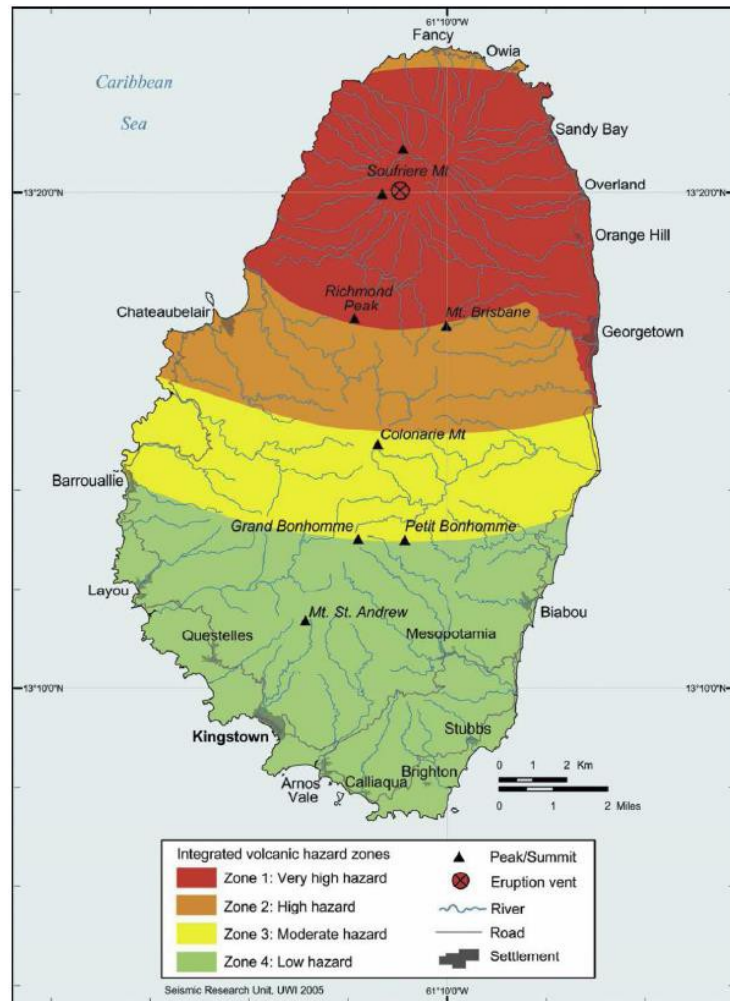 61°10'0"W
Fancy
Owia
Caribbean
Sea
Sandy Bay
Soufriere Mt
13°20'0"N
13°20'0"N
Overland
Orange Hill
Richmond
Peak
Mt. Brisbane
Chateaubelair
Georgetown
Colonarie Mt
Barrouallie
Grand Bonhomme
Petit Bonhomme
Layou
Biabou
Mt. St. Andrew
Questelles
Mesopotamia
13°10'0"N
13°10'0"N
Kingstown
Stubbs
Arnos
Vale
Calliaqua
Brighton
0 1 2 Km
0 1 2 Miles
Integrated volcanic hazard zones
Zone 1: Very high hazard
Zone 2: High hazard
Zone 3: Moderate hazard
Zone 4: Low hazard
Peak/Summit
Eruption vent
River
Road
Settlement
Seismic Research Unit, UWI 2005
61°10'0"W